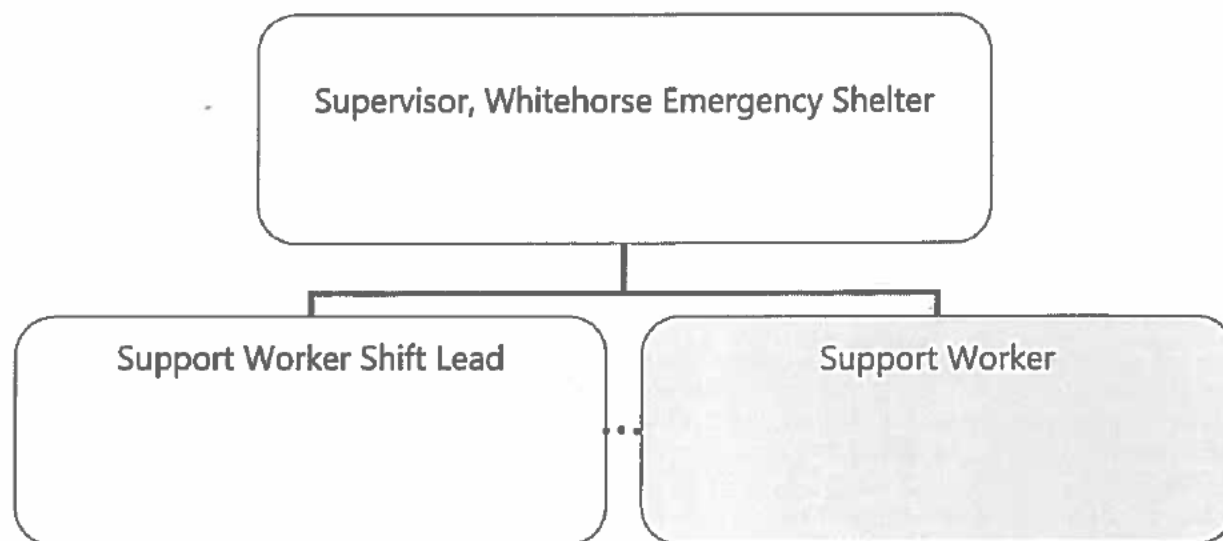 Supervisor, Whitehorse Emergency Shelter
Support Worker Shift Lead
Support Worker